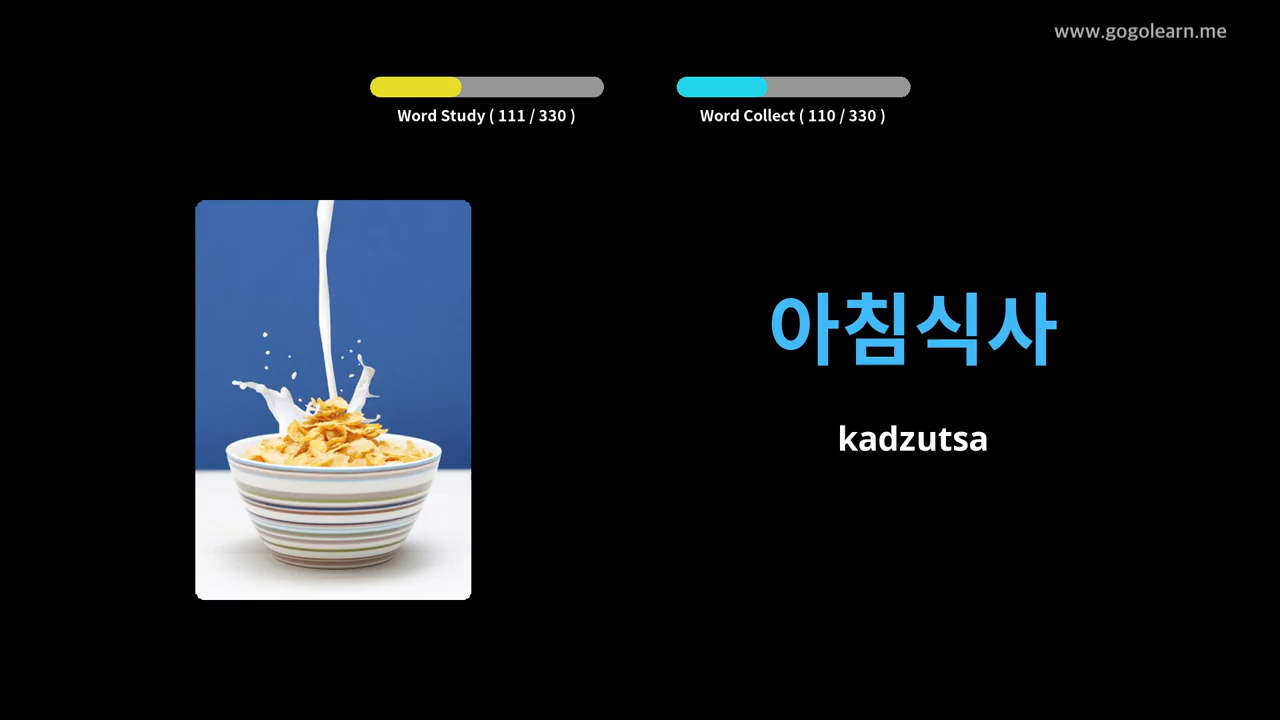 www.gogolearn.me
Word Study ( 111 / 330 )
Word Collect ( 110 / 330 )
아침식사
kadzutsa